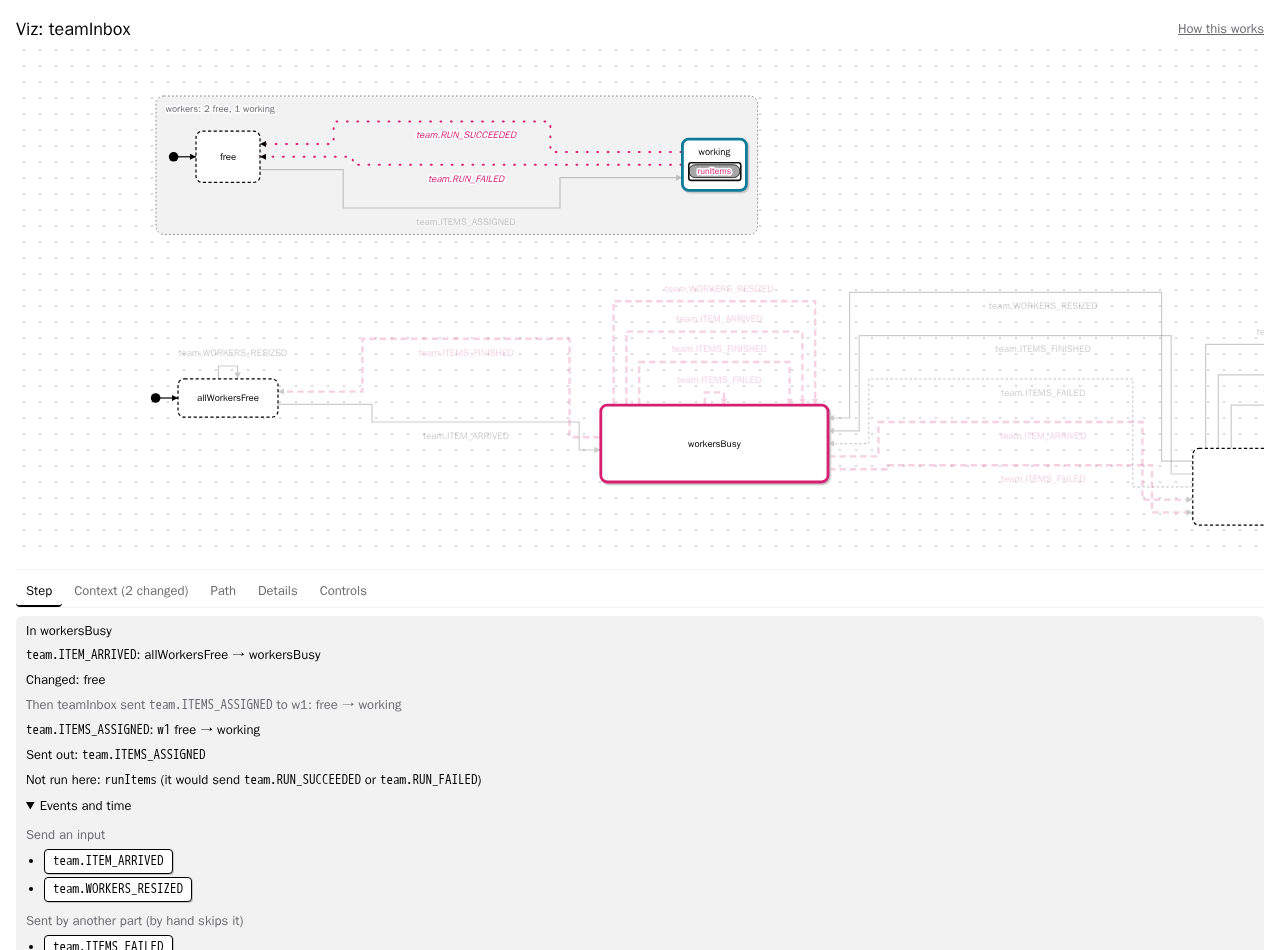 Viz: teamInbox
How this works
workers: 2 free, 1 working
team.RUN_SUCCEEDED
free
working
runItems
team.RUN_FAILED
team.ITEMS_ASSIGNED
team.WORKERS_RESIZED
team.WORKERS_RESIZED
team.ITEM_ARRIVED
team.WORKERS_RESIZED
team.ITEMS_FINISHED
team.ITEMS_FINISHED
team.ITEMS_FINISHED
team.ITEMS_FAILED
team.ITEMS_FAILED
allWorkersFree
team.ITEM_ARRIVED
team.ITEM_ARRIVED
workersBusy
team.ITEMS_FAILED
Step
Context (2 changed)
Path
Details
Controls
In workersBusy
team.ITEM_ARRIVED: allWorkersFree → workersBusy
Changed: free
Then teamInbox sent team.ITEMS_ASSIGNED to w1: free → working
team.ITEMS_ASSIGNED: w1 free → working
Sent out: team.ITEMS_ASSIGNED
Not run here: runItems (it would send team.RUN_SUCCEEDED or team.RUN_FAILED)
▼ Events and time
Send an input
• team.ITEM_ARRIVED
• team.WORKERS_RESIZED
Sent by another part (by hand skips it)
• team.ITEMS_FAILED